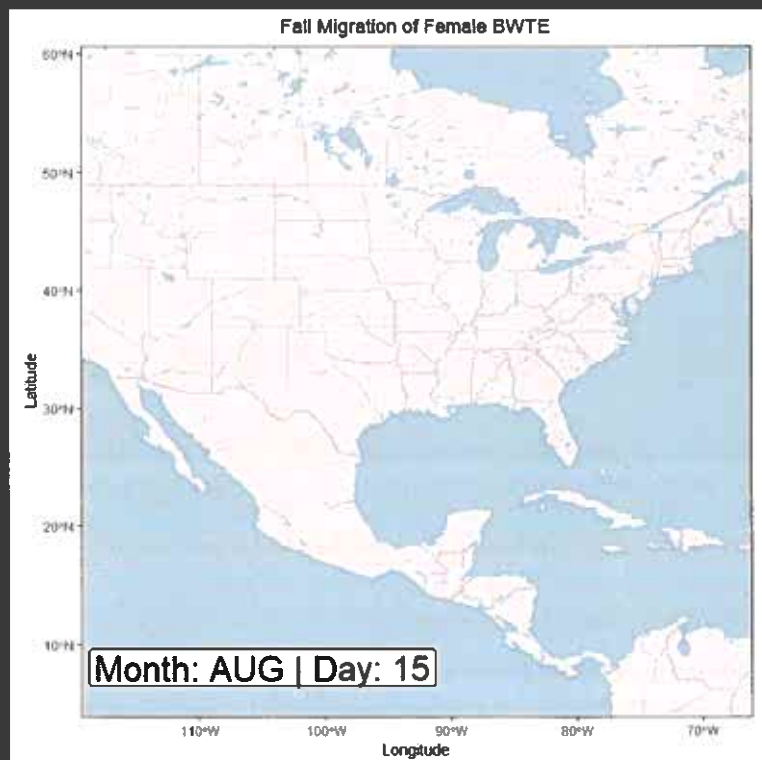 Fall Migration of Female BWTE
60°N
50°N
40°N
30°N
20°N
10°N
Latitude
Month: AUG | Day: 15
110°W 100°W 90°W 80°W 70°W
Longitude